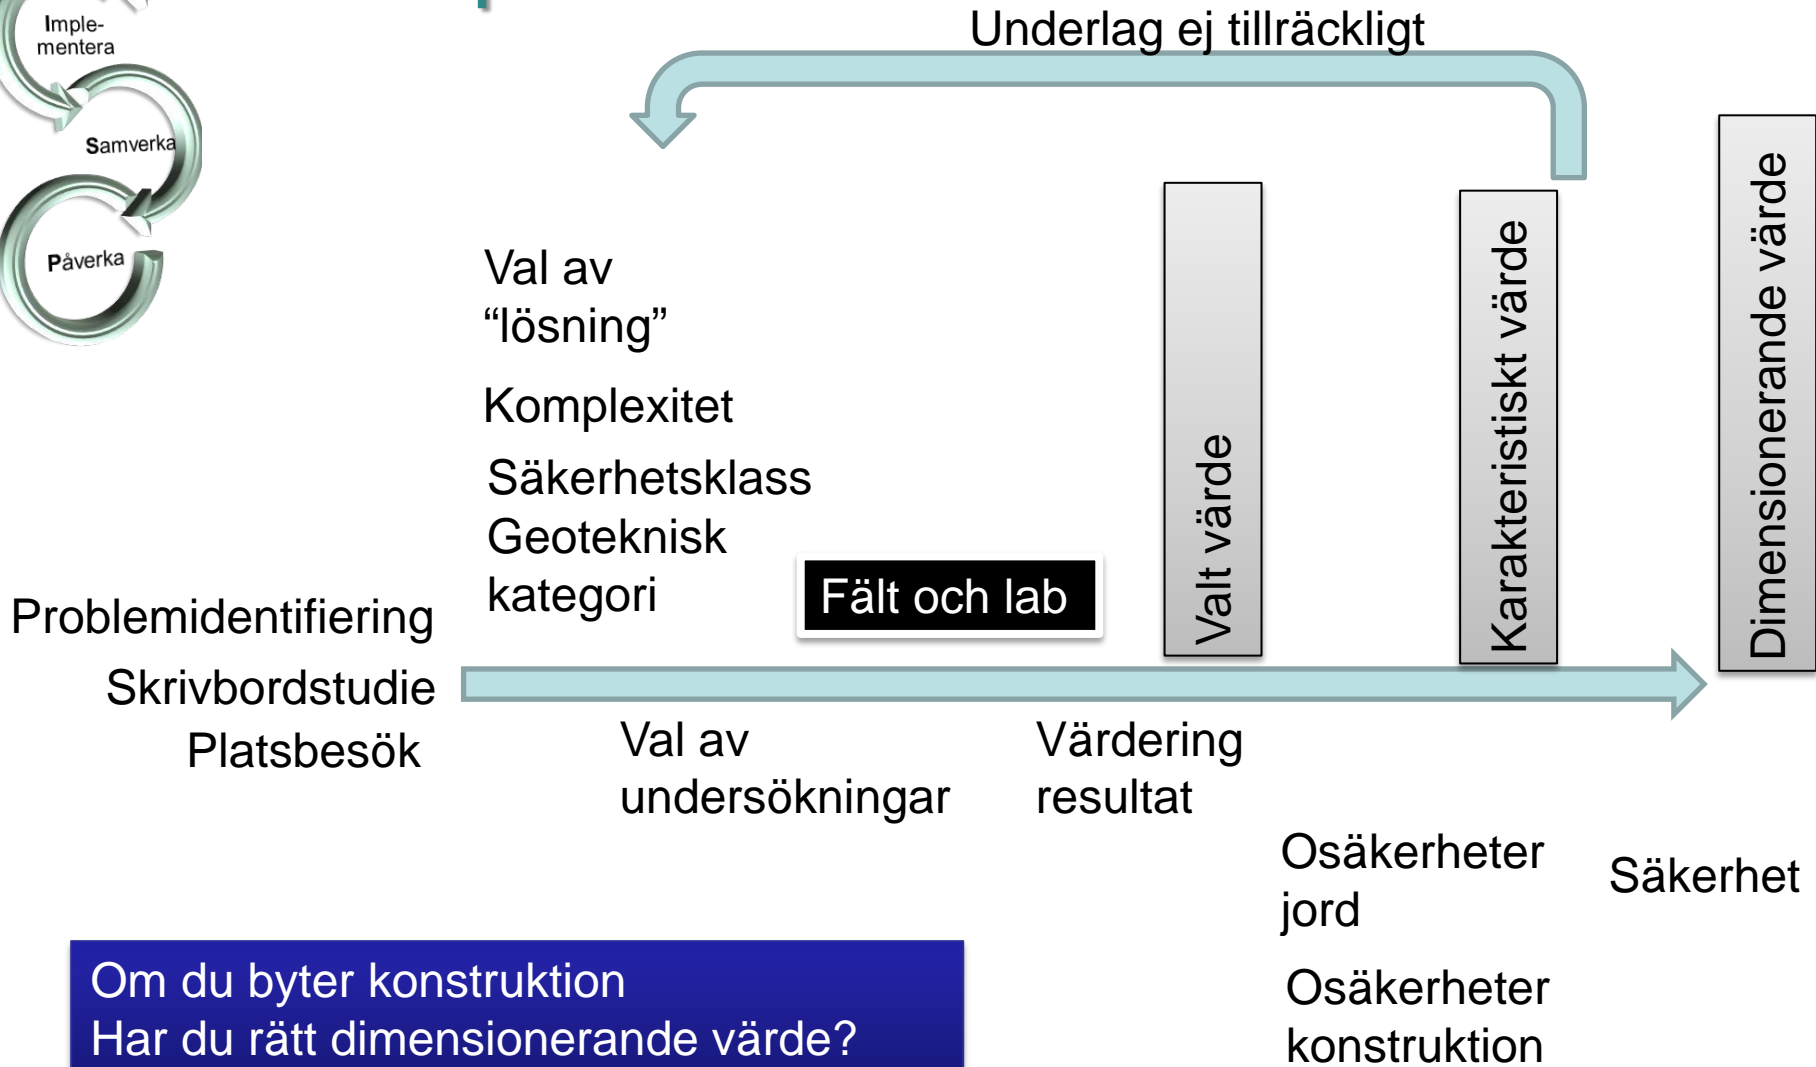 Imple-
mentera
Samverka
Påverka
Underlag ej tillräckligt
Val av
“lösning”
Komplexitet
Säkerhetsklass
Geoteknisk
kategori
Fält och lab
Valt värde
Karakteristiskt värde
Dimensionerande värde
Problemidentifiering
Skrivbordstudie
Platsbesök
Val av
undersökningar
Värdering
resultat
Osäkerheter
jord
Säkerhet
Osäkerheter
konstruktion
Om du byter konstruktion
Har du rätt dimensionerande värde?